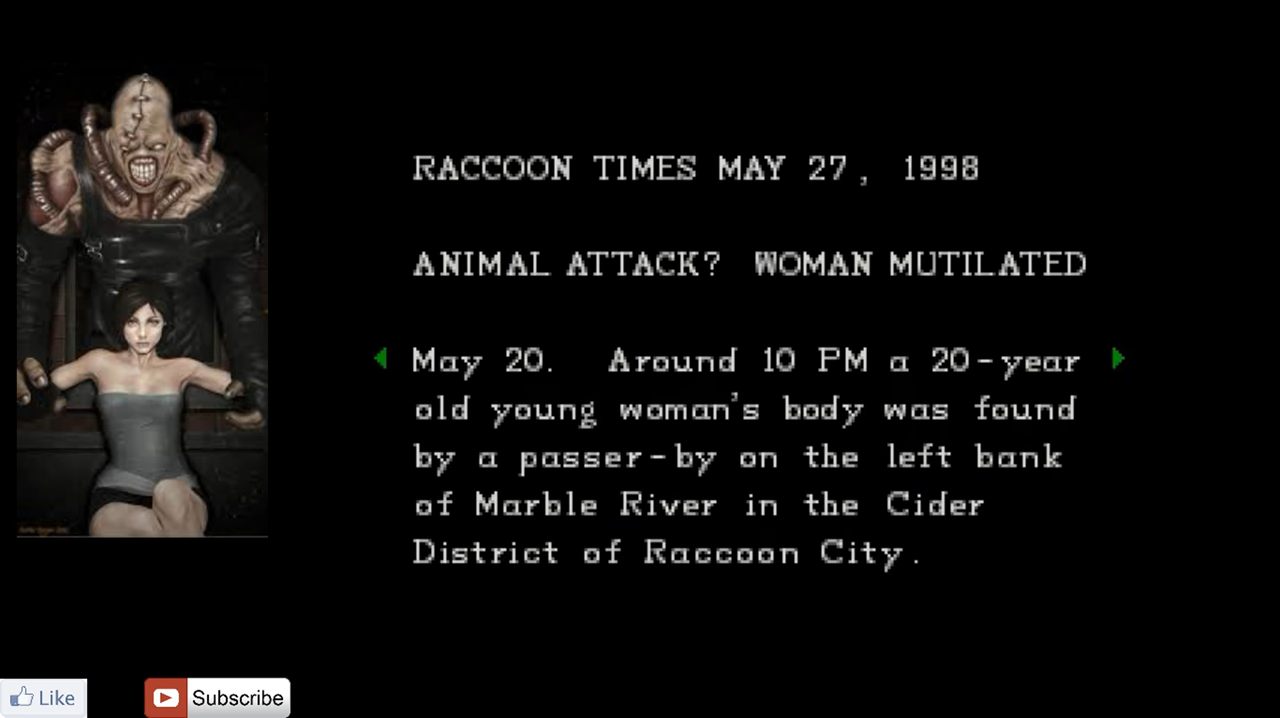 RACCOON TIMES MAY 27, 1998
ANIMAL ATTACK? WOMAN MUTILATED
May 20. Around 10 PM a 20-year
old young woman's body was found
by a passer-by on the left bank
of Marble River in the Cider
District of Raccoon City.
Like
Subscribe